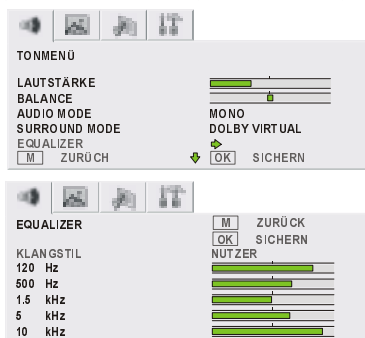 TONMENÜ
LAUTSTÄRKE
BALANCE
AUDIO MODE MONO
SURROUND MODE DOLBY VIRTUAL
EQUALIZER
M ZURÜCH OK SICHERN
EQUALIZER M ZURÜCK
OK SICHERN
KLANGSTIL NUTZER
120 Hz
500 Hz
1.5 kHz
5 kHz
10 kHz